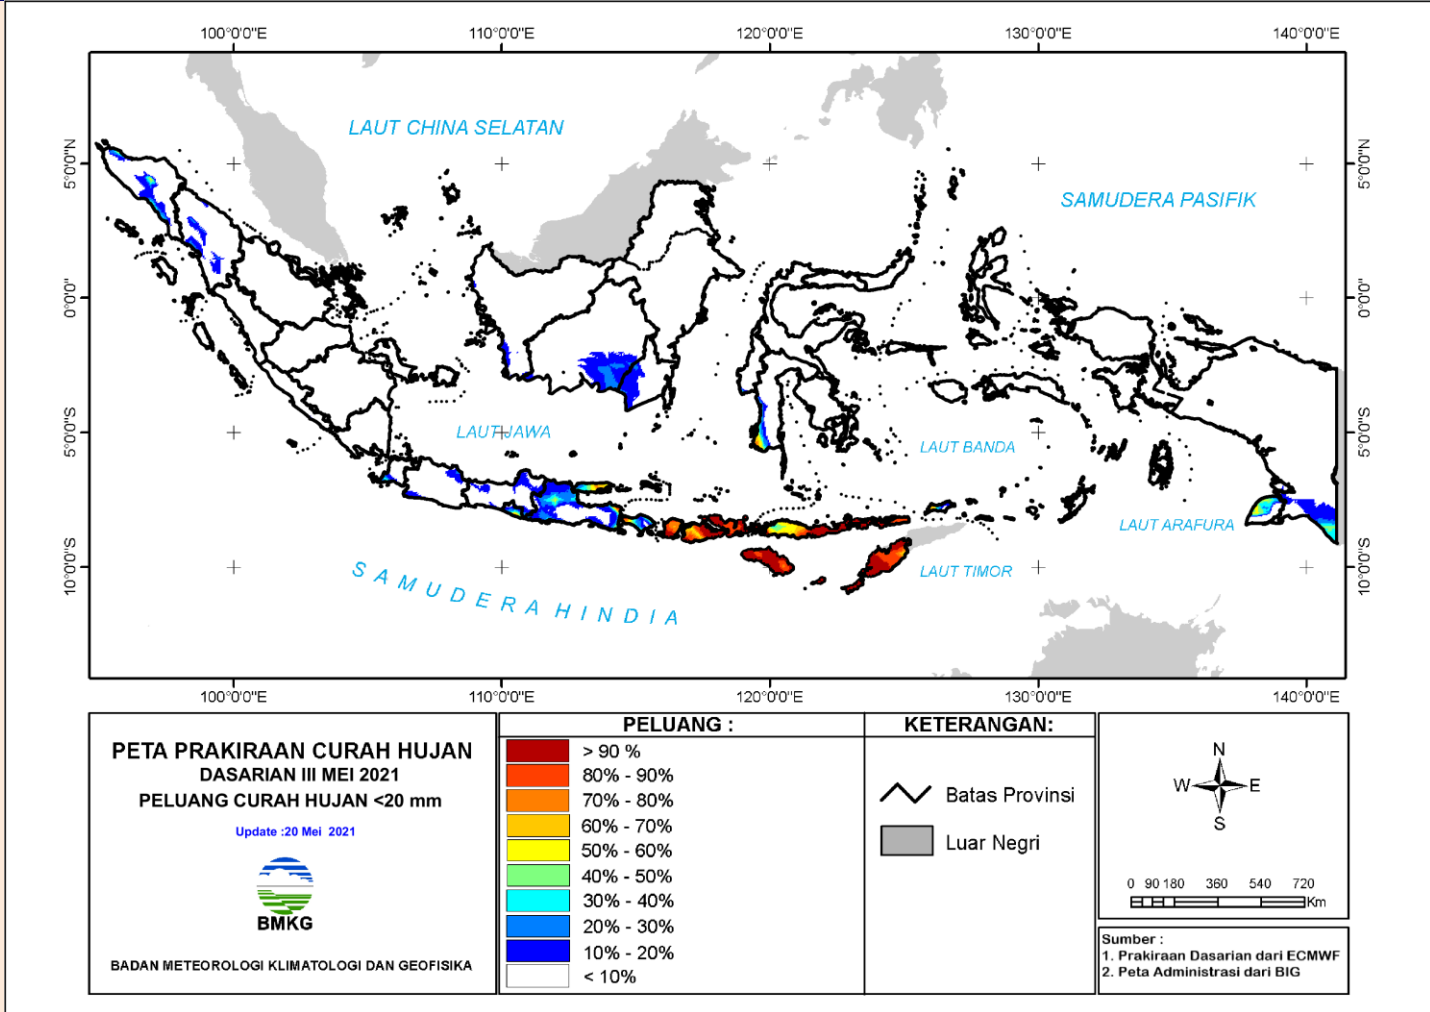 100°0'0"E 110°0'0"E 120°0'0"E 130°0'0"E 140°0'0"E
LAUT CHINA SELATAN
5°0'0"N 5°0'0"N
SAMUDERA PASIFIK
0°0'0" 0°0'0"
LAUT JAWA
5°0'0"S 5°0'0"S
LAUT BANDA
LAUT ARAFURA
10°0'0"S 10°0'0"S
LAUT TIMOR
SAMUDERA HINDIA
100°0'0"E 110°0'0"E 120°0'0"E 130°0'0"E 140°0'0"E
PETA PRAKIRAAN CURAH HUJAN
DASARIAN III MEI 2021
PELUANG CURAH HUJAN <20 mm
Update :20 Mei 2021
BMKG
BADAN METEOROLOGI KLIMATOLOGI DAN GEOFISIKA
PELUANG :
> 90 %
80% - 90%
70% - 80%
60% - 70%
50% - 60%
40% - 50%
30% - 40%
20% - 30%
10% - 20%
< 10%
KETERANGAN:
Batas Provinsi
Luar Negri
N
W E
S
0 90 180 360 540 720
Km
Sumber :
1. Prakiraan Dasarian dari ECMWF
2. Peta Administrasi dari BIG